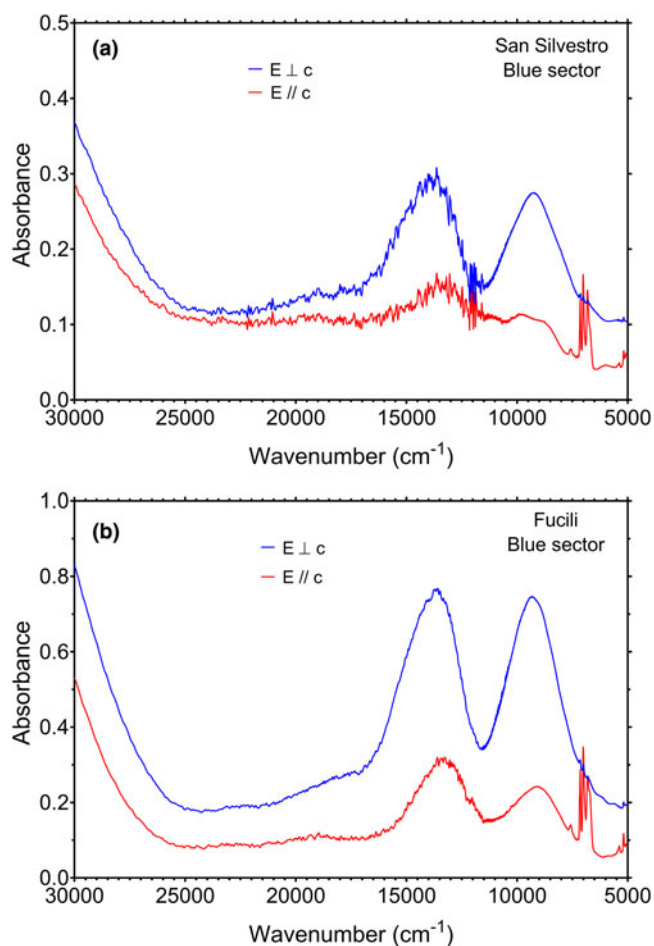 0.5
(a)
San Silvestro
Blue sector
E ⊥ c
E // c
0.4
0.3
0.2
0.1
0.0
Absorbance
30000 25000 20000 15000 10000 5000
Wavenumber (cm-1)
1.0
(b)
Fucili
Blue sector
E ⊥ c
E // c
0.8
0.6
0.4
0.2
0.0
Absorbance
30000 25000 20000 15000 10000 5000
Wavenumber (cm-1)